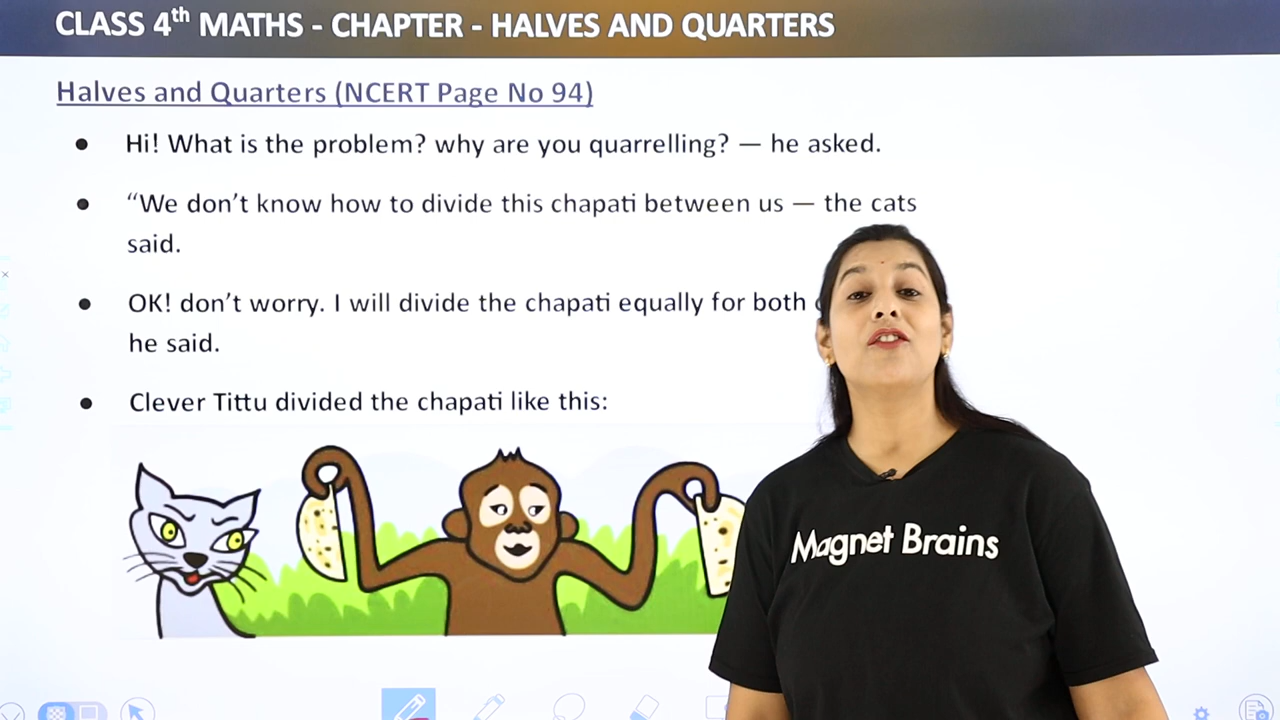 CLASS 4th MATHS - CHAPTER - HALVES AND QUARTERS
Halves and Quarters (NCERT Page No 94)
● Hi! What is the problem? why are you quarrelling? — he asked.
● “We don’t know how to divide this chapati between us — the cats
said.
● OK! don’t worry. I will divide the chapati equally for both
he said.
● Clever Tittu divided the chapati like this:
Magnet Brains